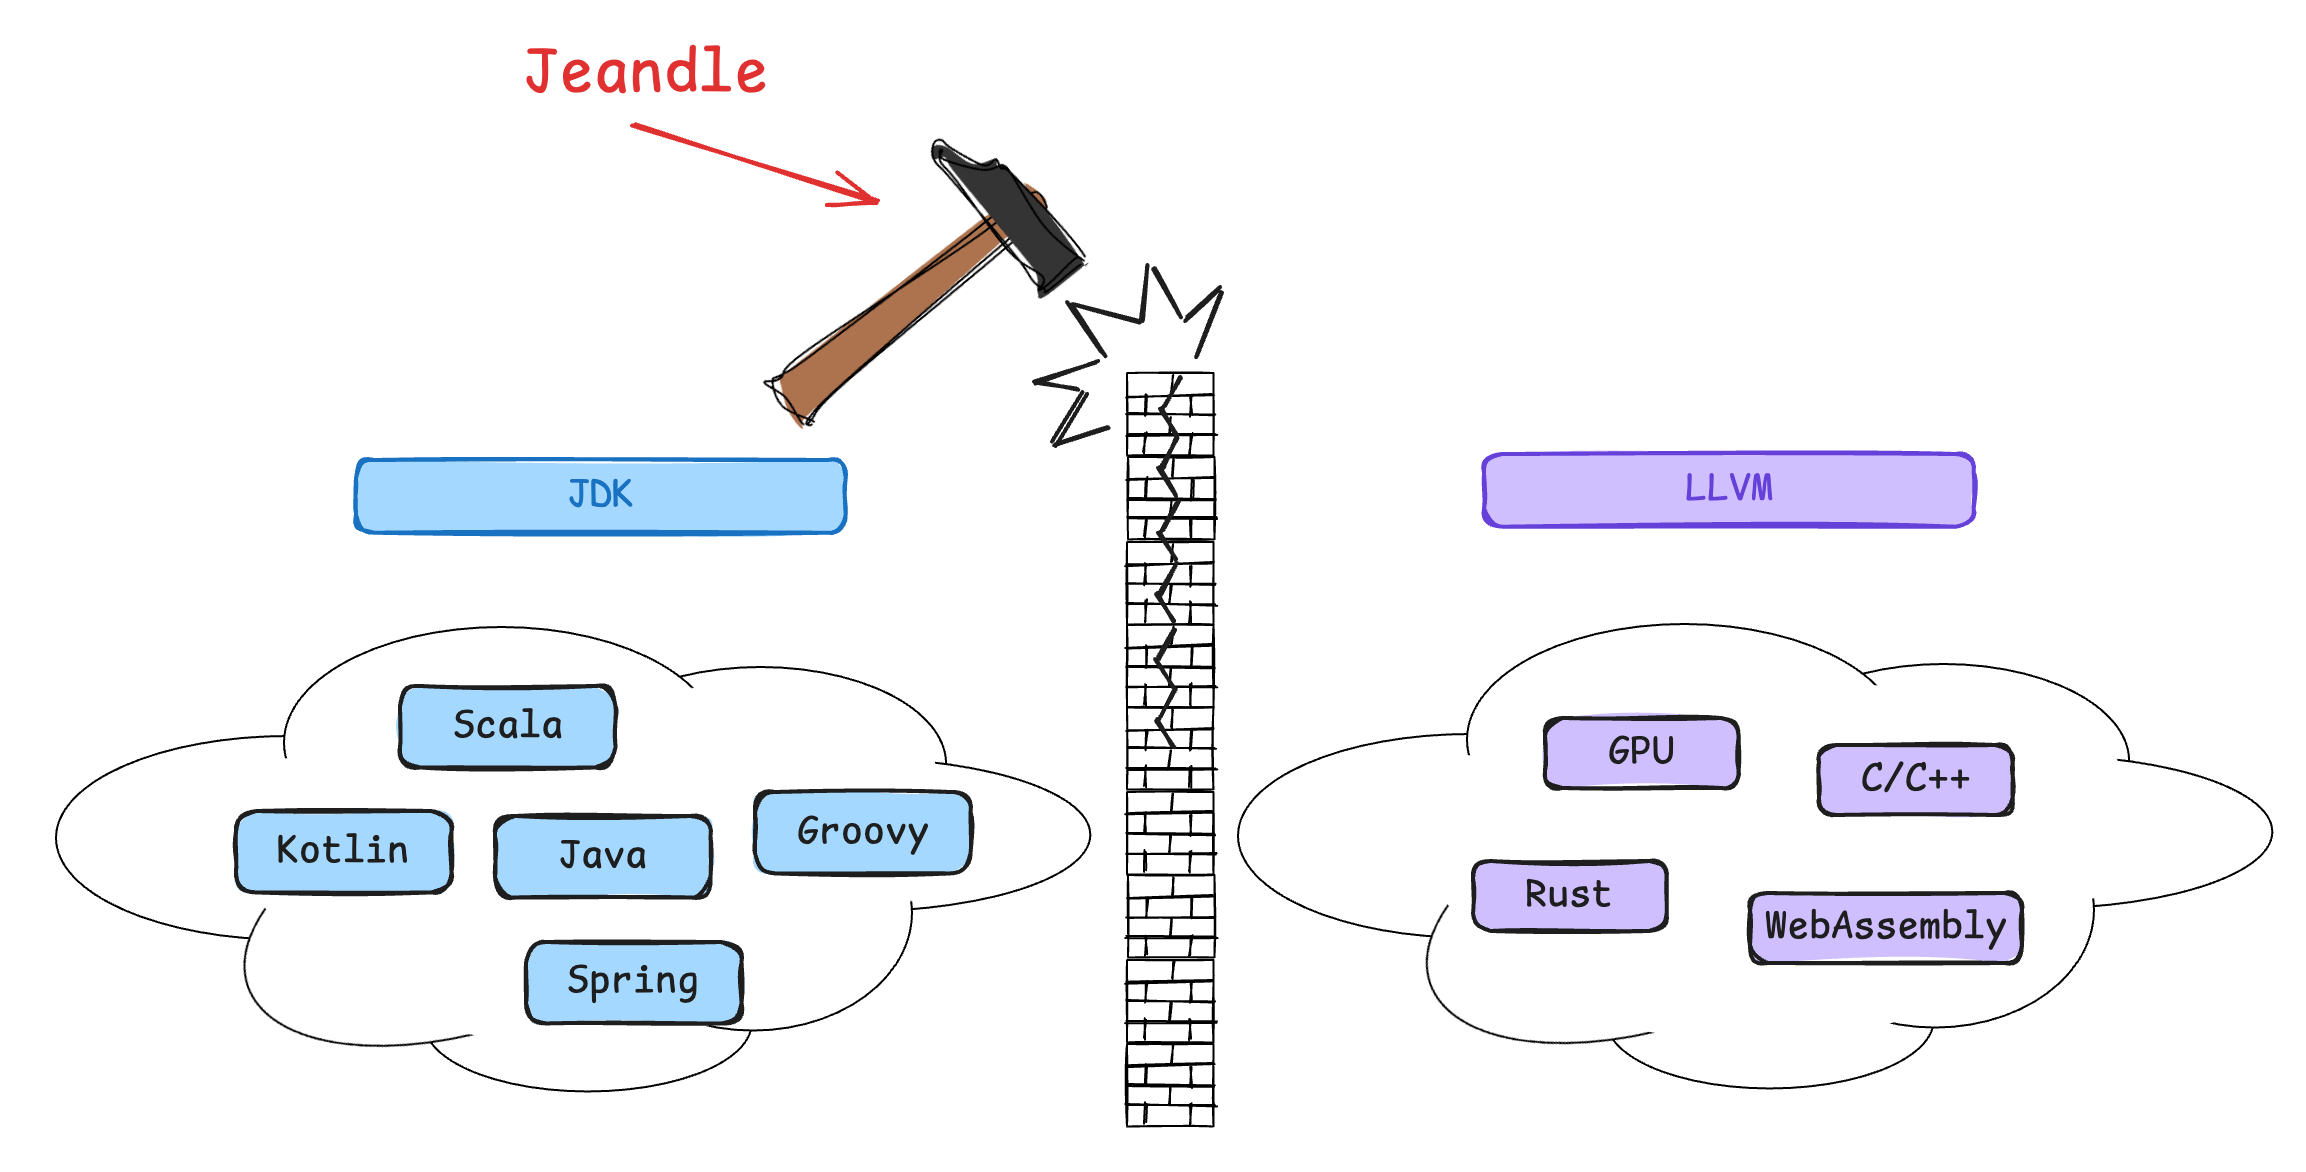 Jeandle
JDK
LLVM
Scala
Kotlin
Java
Groovy
Spring
GPU
C/C++
Rust
WebAssembly